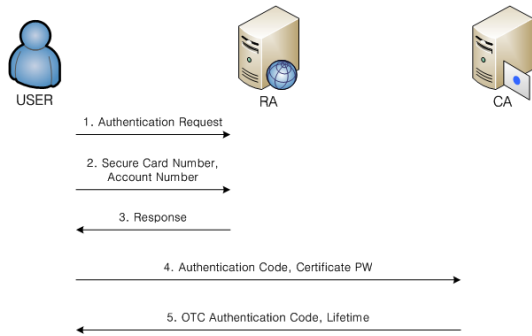 USER
RA
CA
1. Authentication Request
2. Secure Card Number,
Account Number
3. Response
4. Authentication Code, Certificate PW
5. OTC Authentication Code, Lifetime